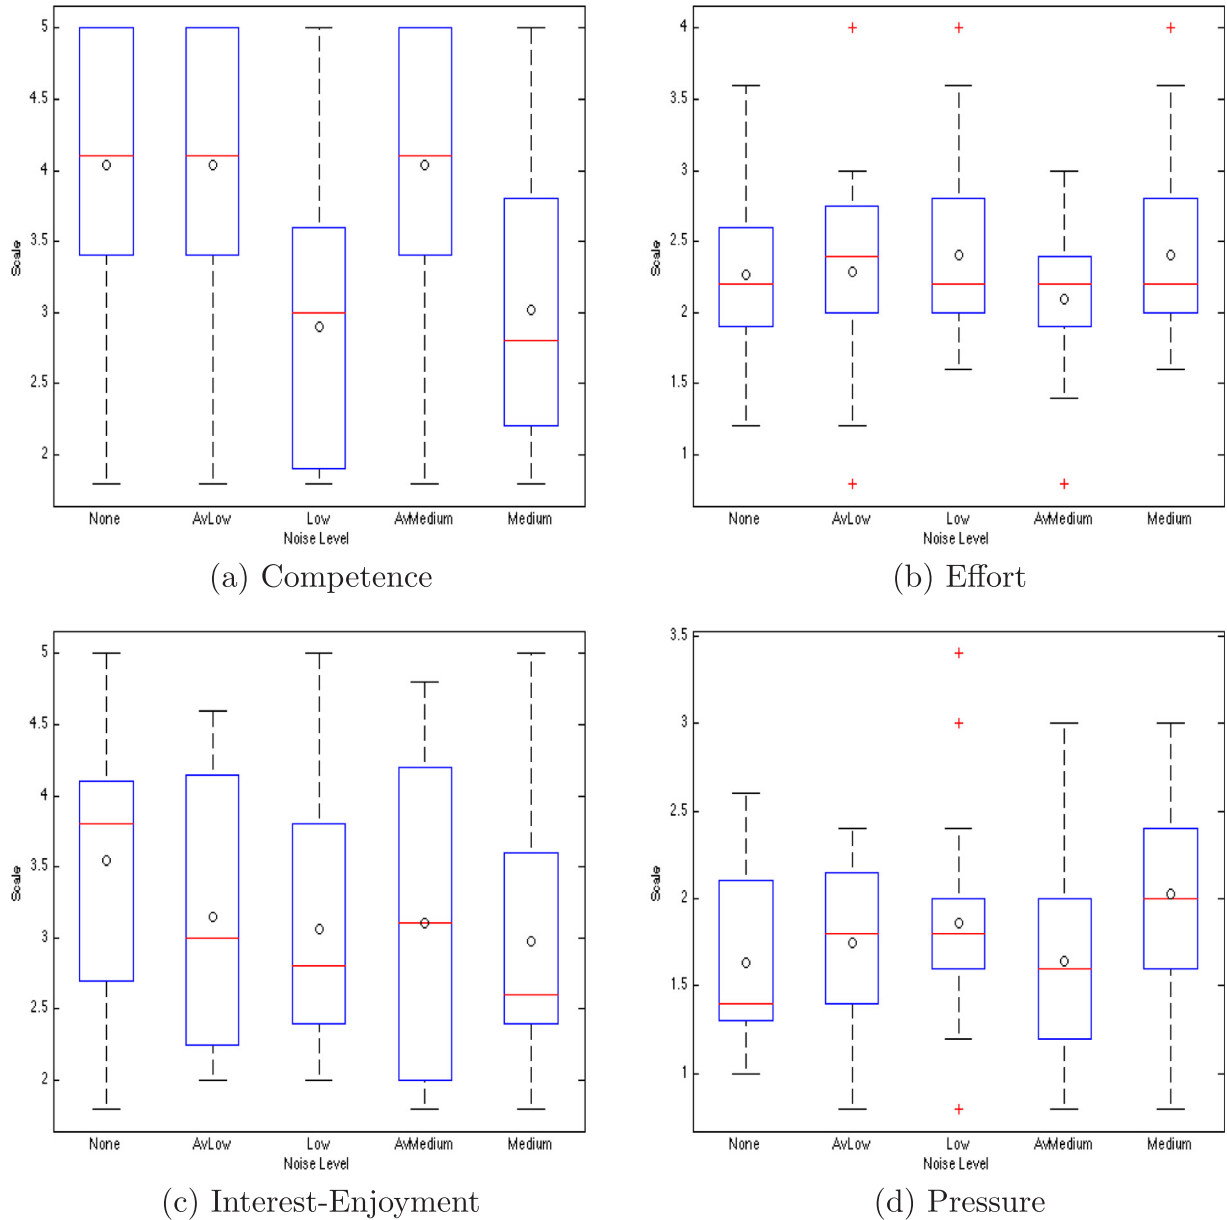 5
4.5
4
3.5
3
2.5
2
Scale
None AvLow Low AvMedium Medium
Noise Level
(a) Competence
4
3.5
3
2.5
2
1.5
1
Scale
None AvLow Low AvMedium Medium
Noise Level
(b) Effort
5
4.5
4
3.5
3
2.5
2
Scale
None AvLow Low AvMedium Medium
Noise Level
(c) Interest-Enjoyment
3.5
3
2.5
2
1.5
1
Scale
None AvLow Low AvMedium Medium
Noise Level
(d) Pressure